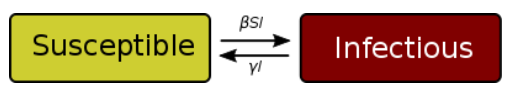 Susceptible
βSI
γI
Infectious